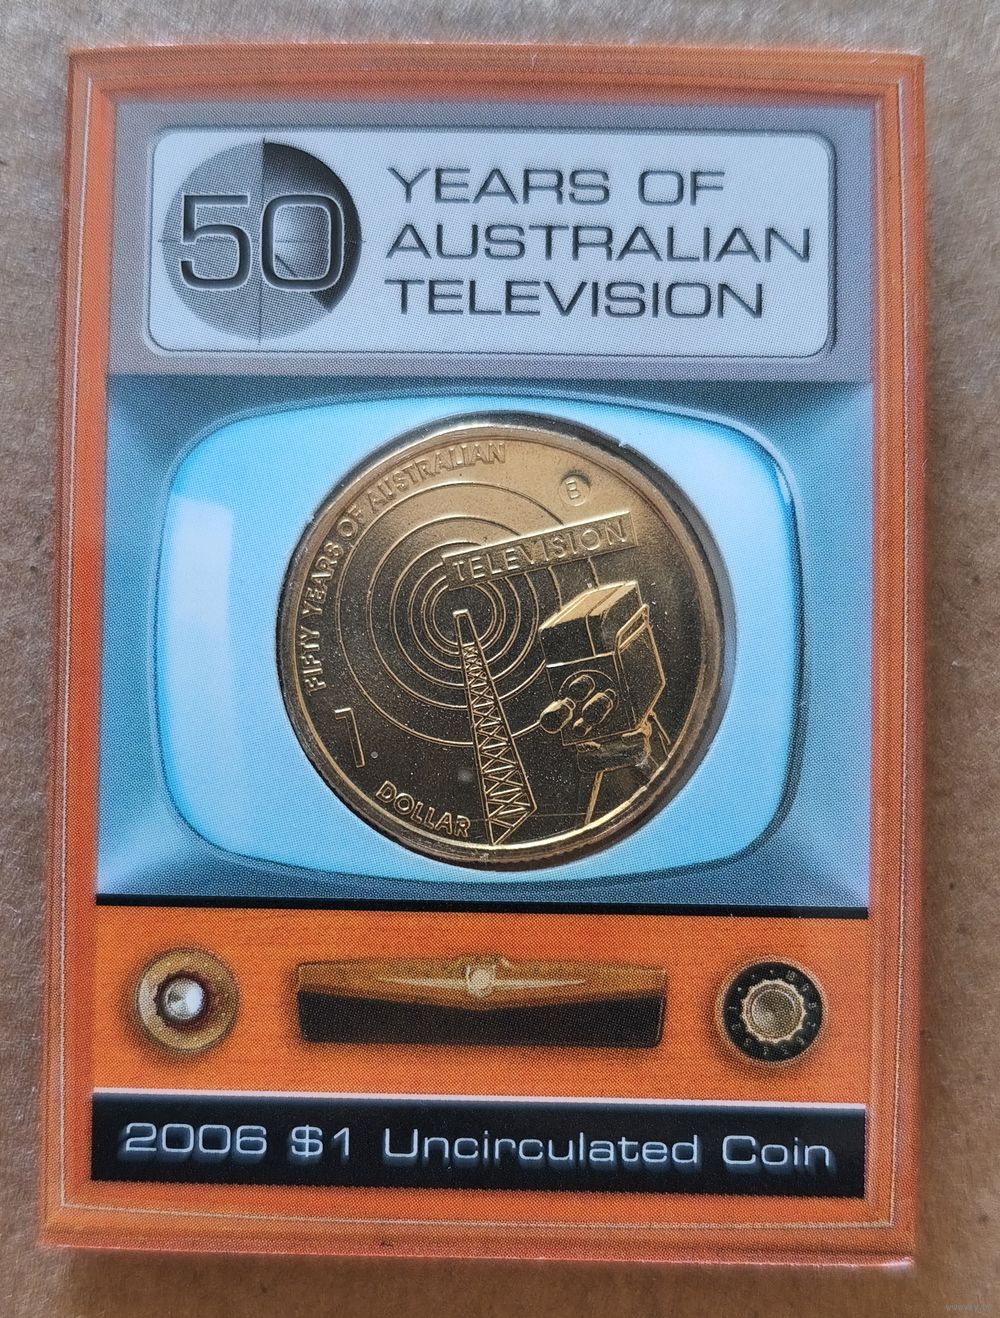 50
YEARS OF
AUSTRALIAN
TELEVISION
FIFTY YEARS OF AUSTRALIAN
B
TELEVISION
1
DOLLAR
2006 $1 Uncirculated Coin